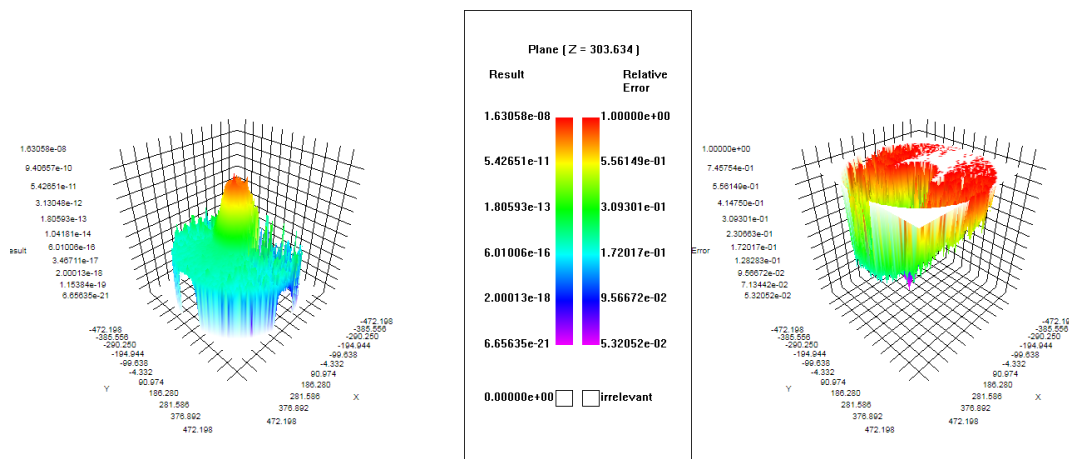 1.63058e-08
9.40657e-10
5.42651e-11
3.13048e-12
1.80593e-13
1.04181e-14
6.01006e-16
3.46711e-17
2.00013e-18
1.15384e-19
6.65635e-21
esult
-472.198
-385.556
-290.250
-194.944
-99.638
-4.332
90.974
186.280
281.586
376.892
472.198
Y
-472.198
-385.556
-290.250
-194.944
-99.638
-4.332
90.974
186.280
281.586
376.892
472.198
X
Plane ( Z = 303.634 )
Result Relative
Error
1.63058e-08 1.00000e+00
5.42651e-11 5.56149e-01
1.80593e-13 3.09301e-01
6.01006e-16 1.72017e-01
2.00013e-18 9.56672e-02
6.65635e-21 5.32052e-02
0.00000e+00 irrelevant
1.00000e+00
7.45754e-01
5.56149e-01
4.14750e-01
3.09301e-01
2.30663e-01
1.72017e-01
1.28283e-01
9.56672e-02
7.13442e-02
5.32052e-02
Error
-472.198
-385.556
-290.250
-194.944
-99.638
-4.332
90.974
186.280
281.586
376.892
472.198
Y
-472.198
-385.556
-290.250
-194.944
-99.638
-4.332
90.974
186.280
281.586
376.892
472.198
X